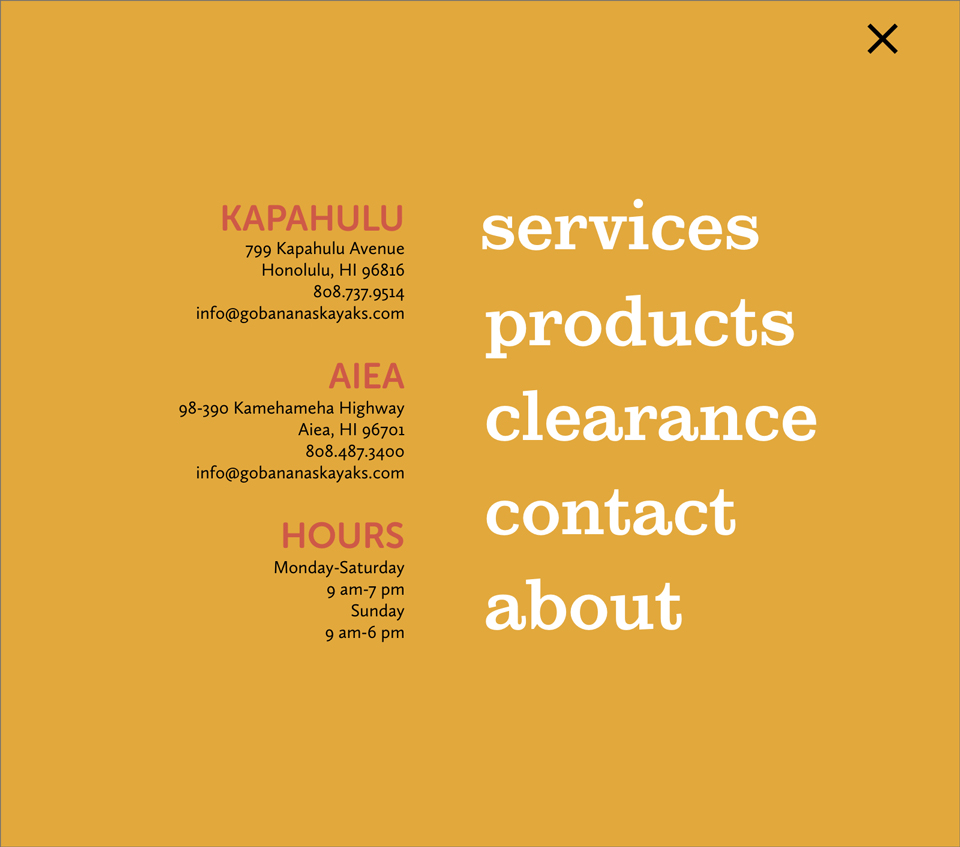 KAPAHULU
799 Kapahulu Avenue
Honolulu, HI 96816
808.737.9514
info@gobananaskayaks.com
AIEA
98-390 Kamehameha Highway
Aiea, HI 96701
808.487.3400
info@gobananaskayaks.com
HOURS
Monday-Saturday
9 am-7 pm
Sunday
9 am-6 pm
services
products
clearance
contact
about